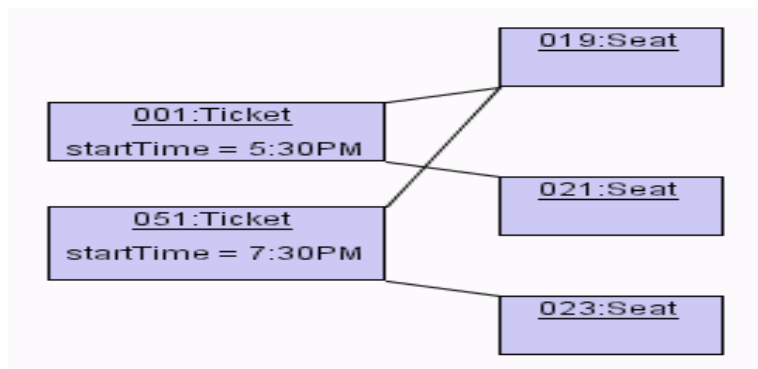 019:Seat
001:Ticket
startTime = 5:30PM
021:Seat
051:Ticket
startTime = 7:30PM
023:Seat